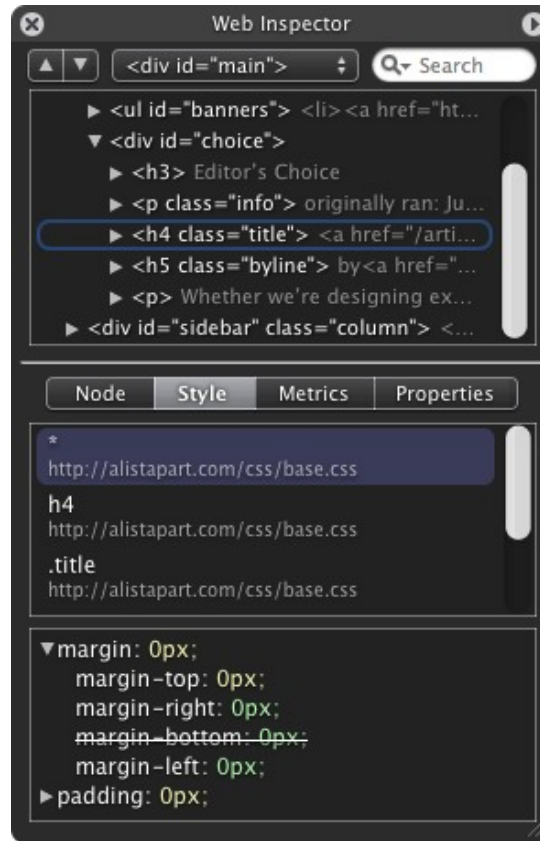 Web Inspector
<div id="main">
Search
<ul id="banners"> <li><a href="ht...
<div id="choice">
<h3> Editor's Choice
<p class="info"> originally ran: Ju...
<h4 class="title"> <a href="/arti...
<h5 class="byline"> by<a href="...
<p> Whether we're designing ex...
<div id="sidebar" class="column"> <...
Node Style Metrics Properties
*
http://alistapart.com/css/base.css
h4
http://alistapart.com/css/base.css
.title
http://alistapart.com/css/base.css
margin: 0px;
margin-top: 0px;
margin-right: 0px;
margin-bottom: 0px;
margin-left: 0px;
padding: 0px;